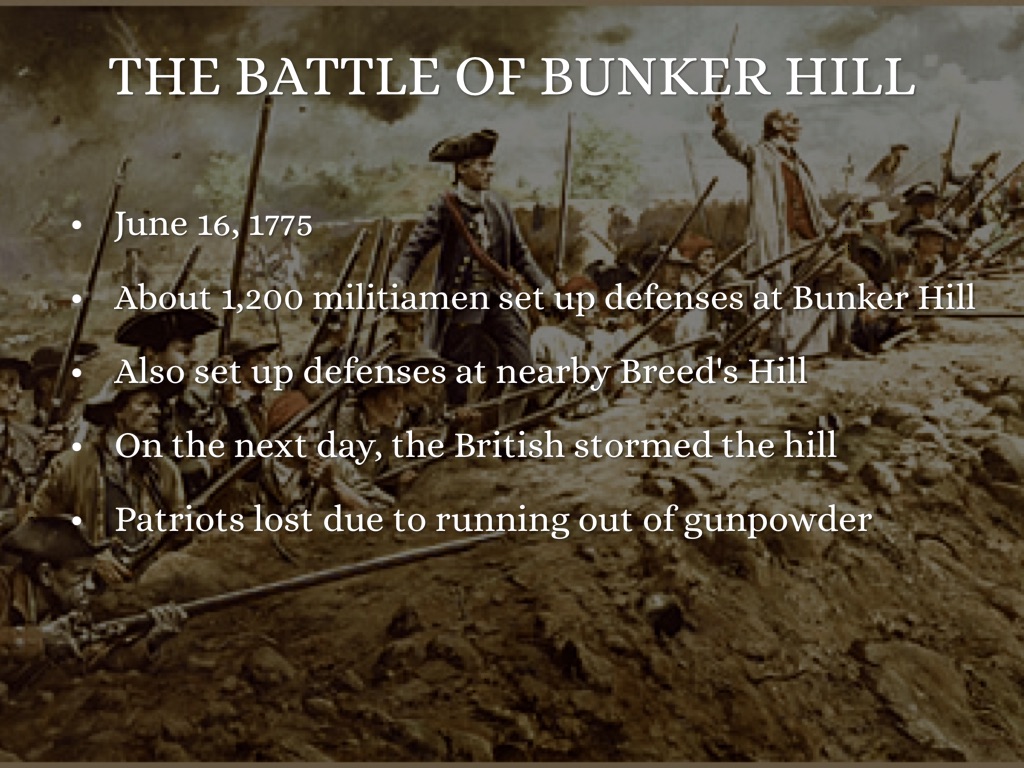 THE BATTLE OF BUNKER HILL
• June 16, 1775
• About 1,200 militiamen set up defenses at Bunker Hill
• Also set up defenses at nearby Breed's Hill
• On the next day, the British stormed the hill
• Patriots lost due to running out of gunpowder